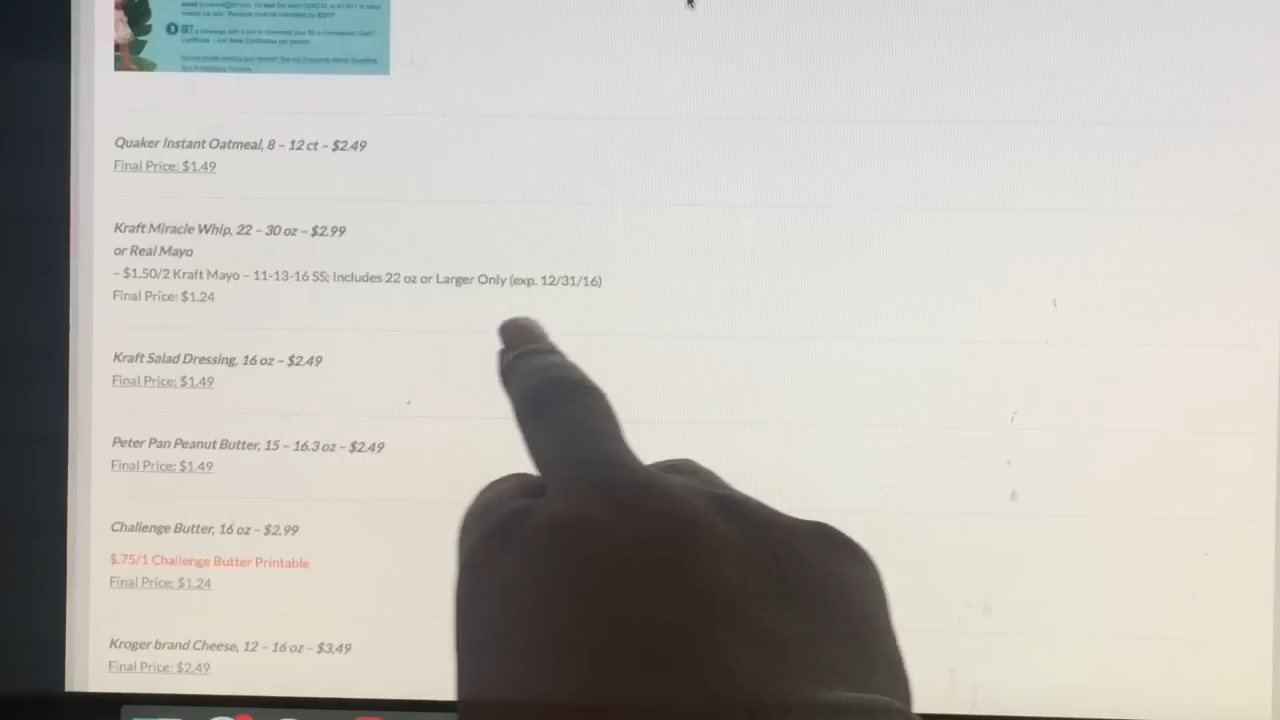 GET
Quaker Instant Oatmeal, 8 – 12 ct – $2.49
Final Price: $1.49
Kraft Miracle Whip, 22 – 30 oz – $2.99
or Real Mayo
– $1.50/2 Kraft Mayo – 11-13-16 SS; Includes 22 oz or Larger Only (exp. 12/31/16)
Final Price: $1.24
Kraft Salad Dressing, 16 oz – $2.49
Final Price: $1.49
Peter Pan Peanut Butter, 15 – 16.3 oz – $2.49
Final Price: $1.49
Challenge Butter, 16 oz – $2.99
$.75/1 Challenge Butter Printable
Final Price: $1.24
Kroger brand Cheese, 12 – 16 oz – $3.49
Final Price: $2.49